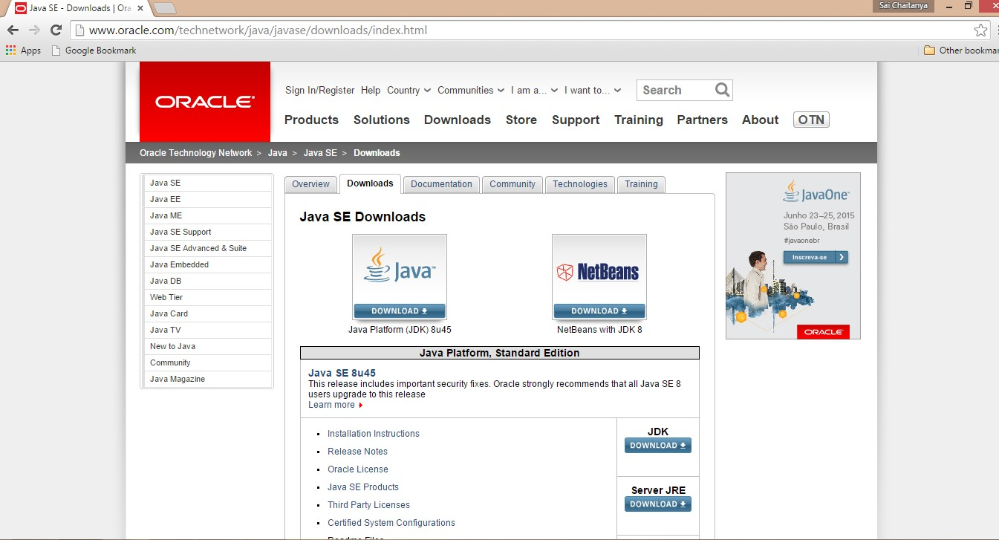 Java SE - Downloads | Ora
Sai Chaitanya
www.oracle.com/technetwork/java/javase/downloads/index.html
Apps Google Bookmark Other bookmar
ORACLE
Sign In/Register Help Country Communities I am a... I want to... Search
Products Solutions Downloads Store Support Training Partners About OTN
Oracle Technology Network > Java > Java SE > Downloads
Java SE
Java EE
Java ME
Java SE Support
Java SE Advanced & Suite
Java Embedded
Java DB
Web Tier
Java Card
Java TV
New to Java
Community
Java Magazine
Overview Downloads Documentation Community Technologies Training
Java SE Downloads
Java™
DOWNLOAD
Java Platform (JDK) 8u45
NetBeans
DOWNLOAD
NetBeans with JDK 8
Java Platform, Standard Edition
Java SE 8u45
This release includes important security fixes. Oracle strongly recommends that all Java SE 8
users upgrade to this release
Learn more
Installation Instructions
Release Notes
Oracle License
Java SE Products
Third Party Licenses
Certified System Configurations
Readme Files
JDK
DOWNLOAD
Server JRE
DOWNLOAD
JavaOne™
Junho 23–25, 2015
São Paulo, Brasil
#javaonebr
Inscreva-se
ORACLE